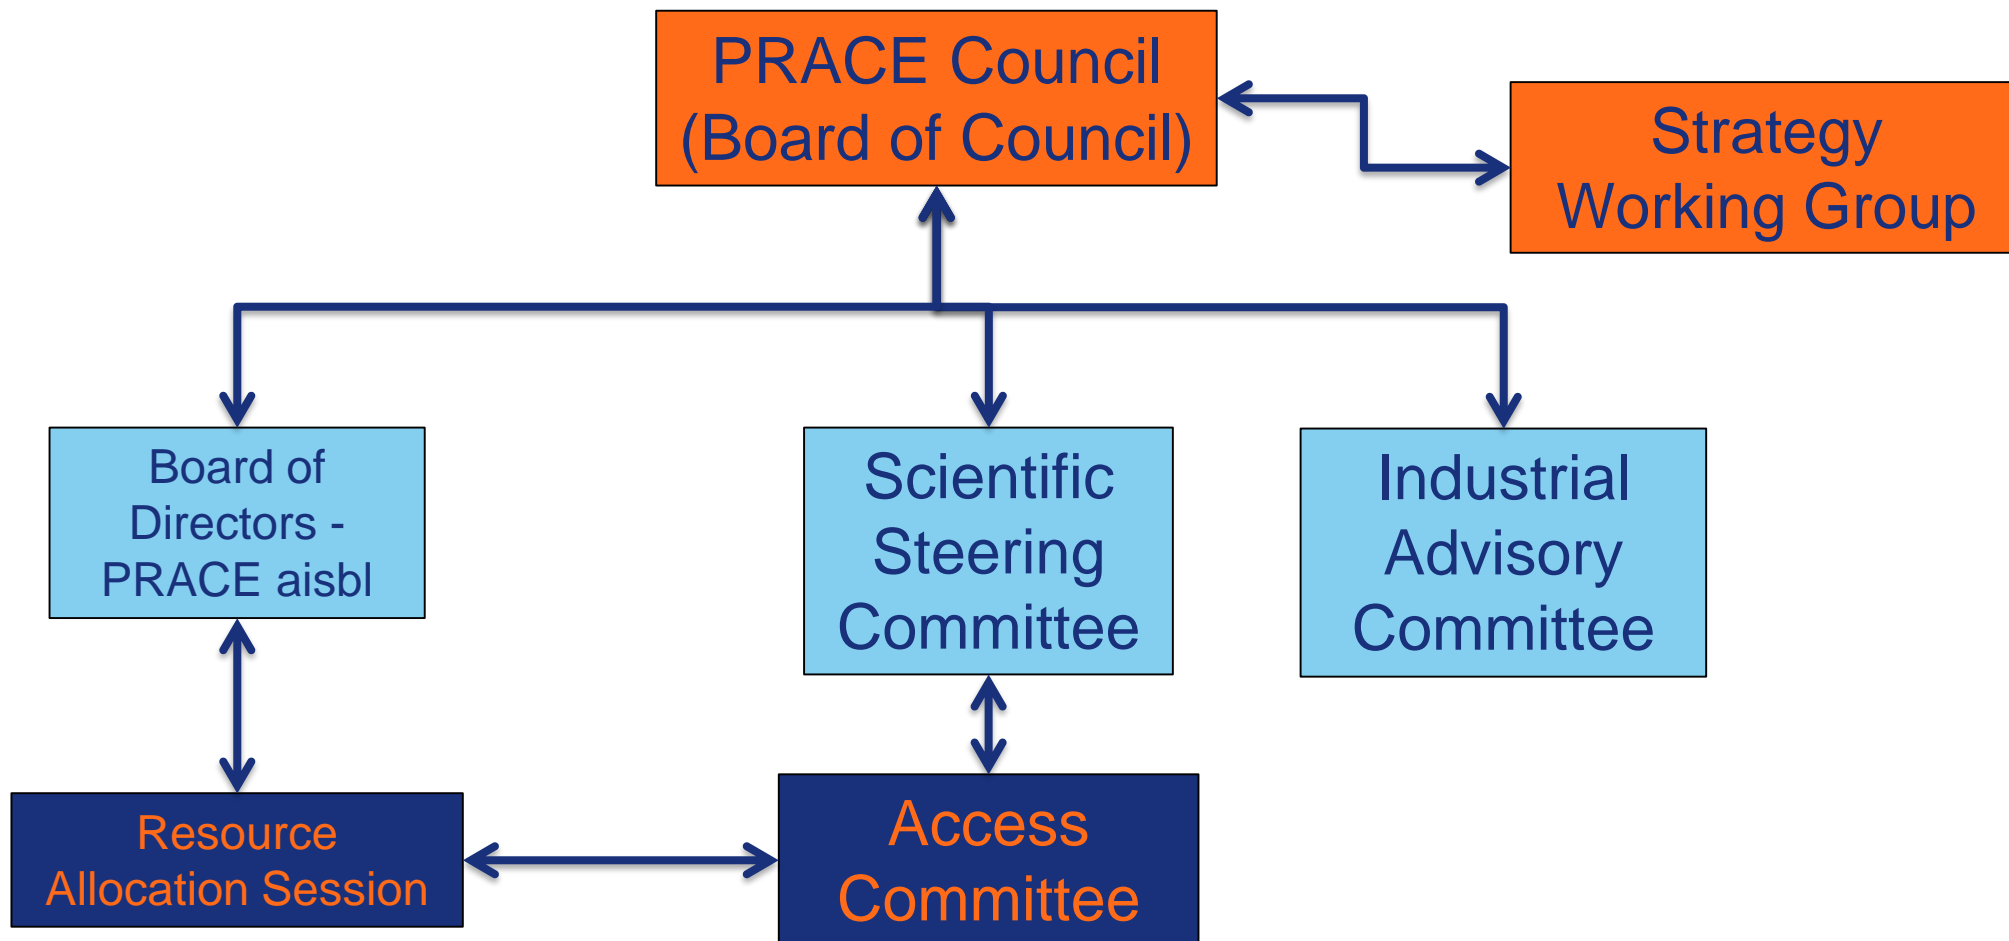 PRACE Council
(Board of Council)
Strategy
Working Group
Board of
Directors -
PRACE aisbl
Scientific
Steering
Committee
Industrial
Advisory
Committee
Resource
Allocation Session
Access
Committee